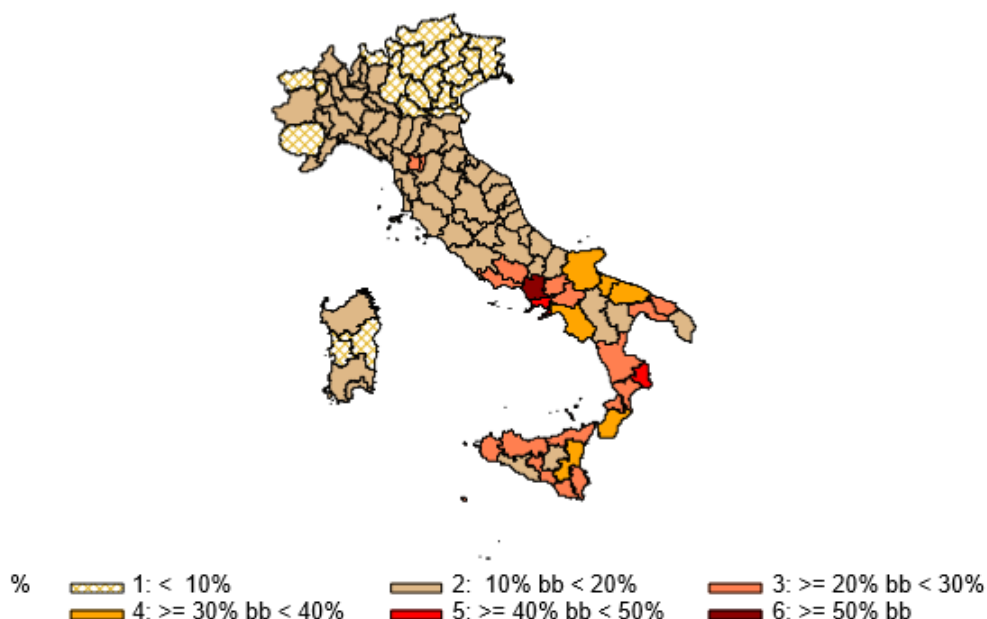 % 1: < 10% 2: 10% bb < 20% 3: >= 20% bb < 30%
4: >= 30% bb < 40% 5: >= 40% bb < 50% 6: >= 50% bb